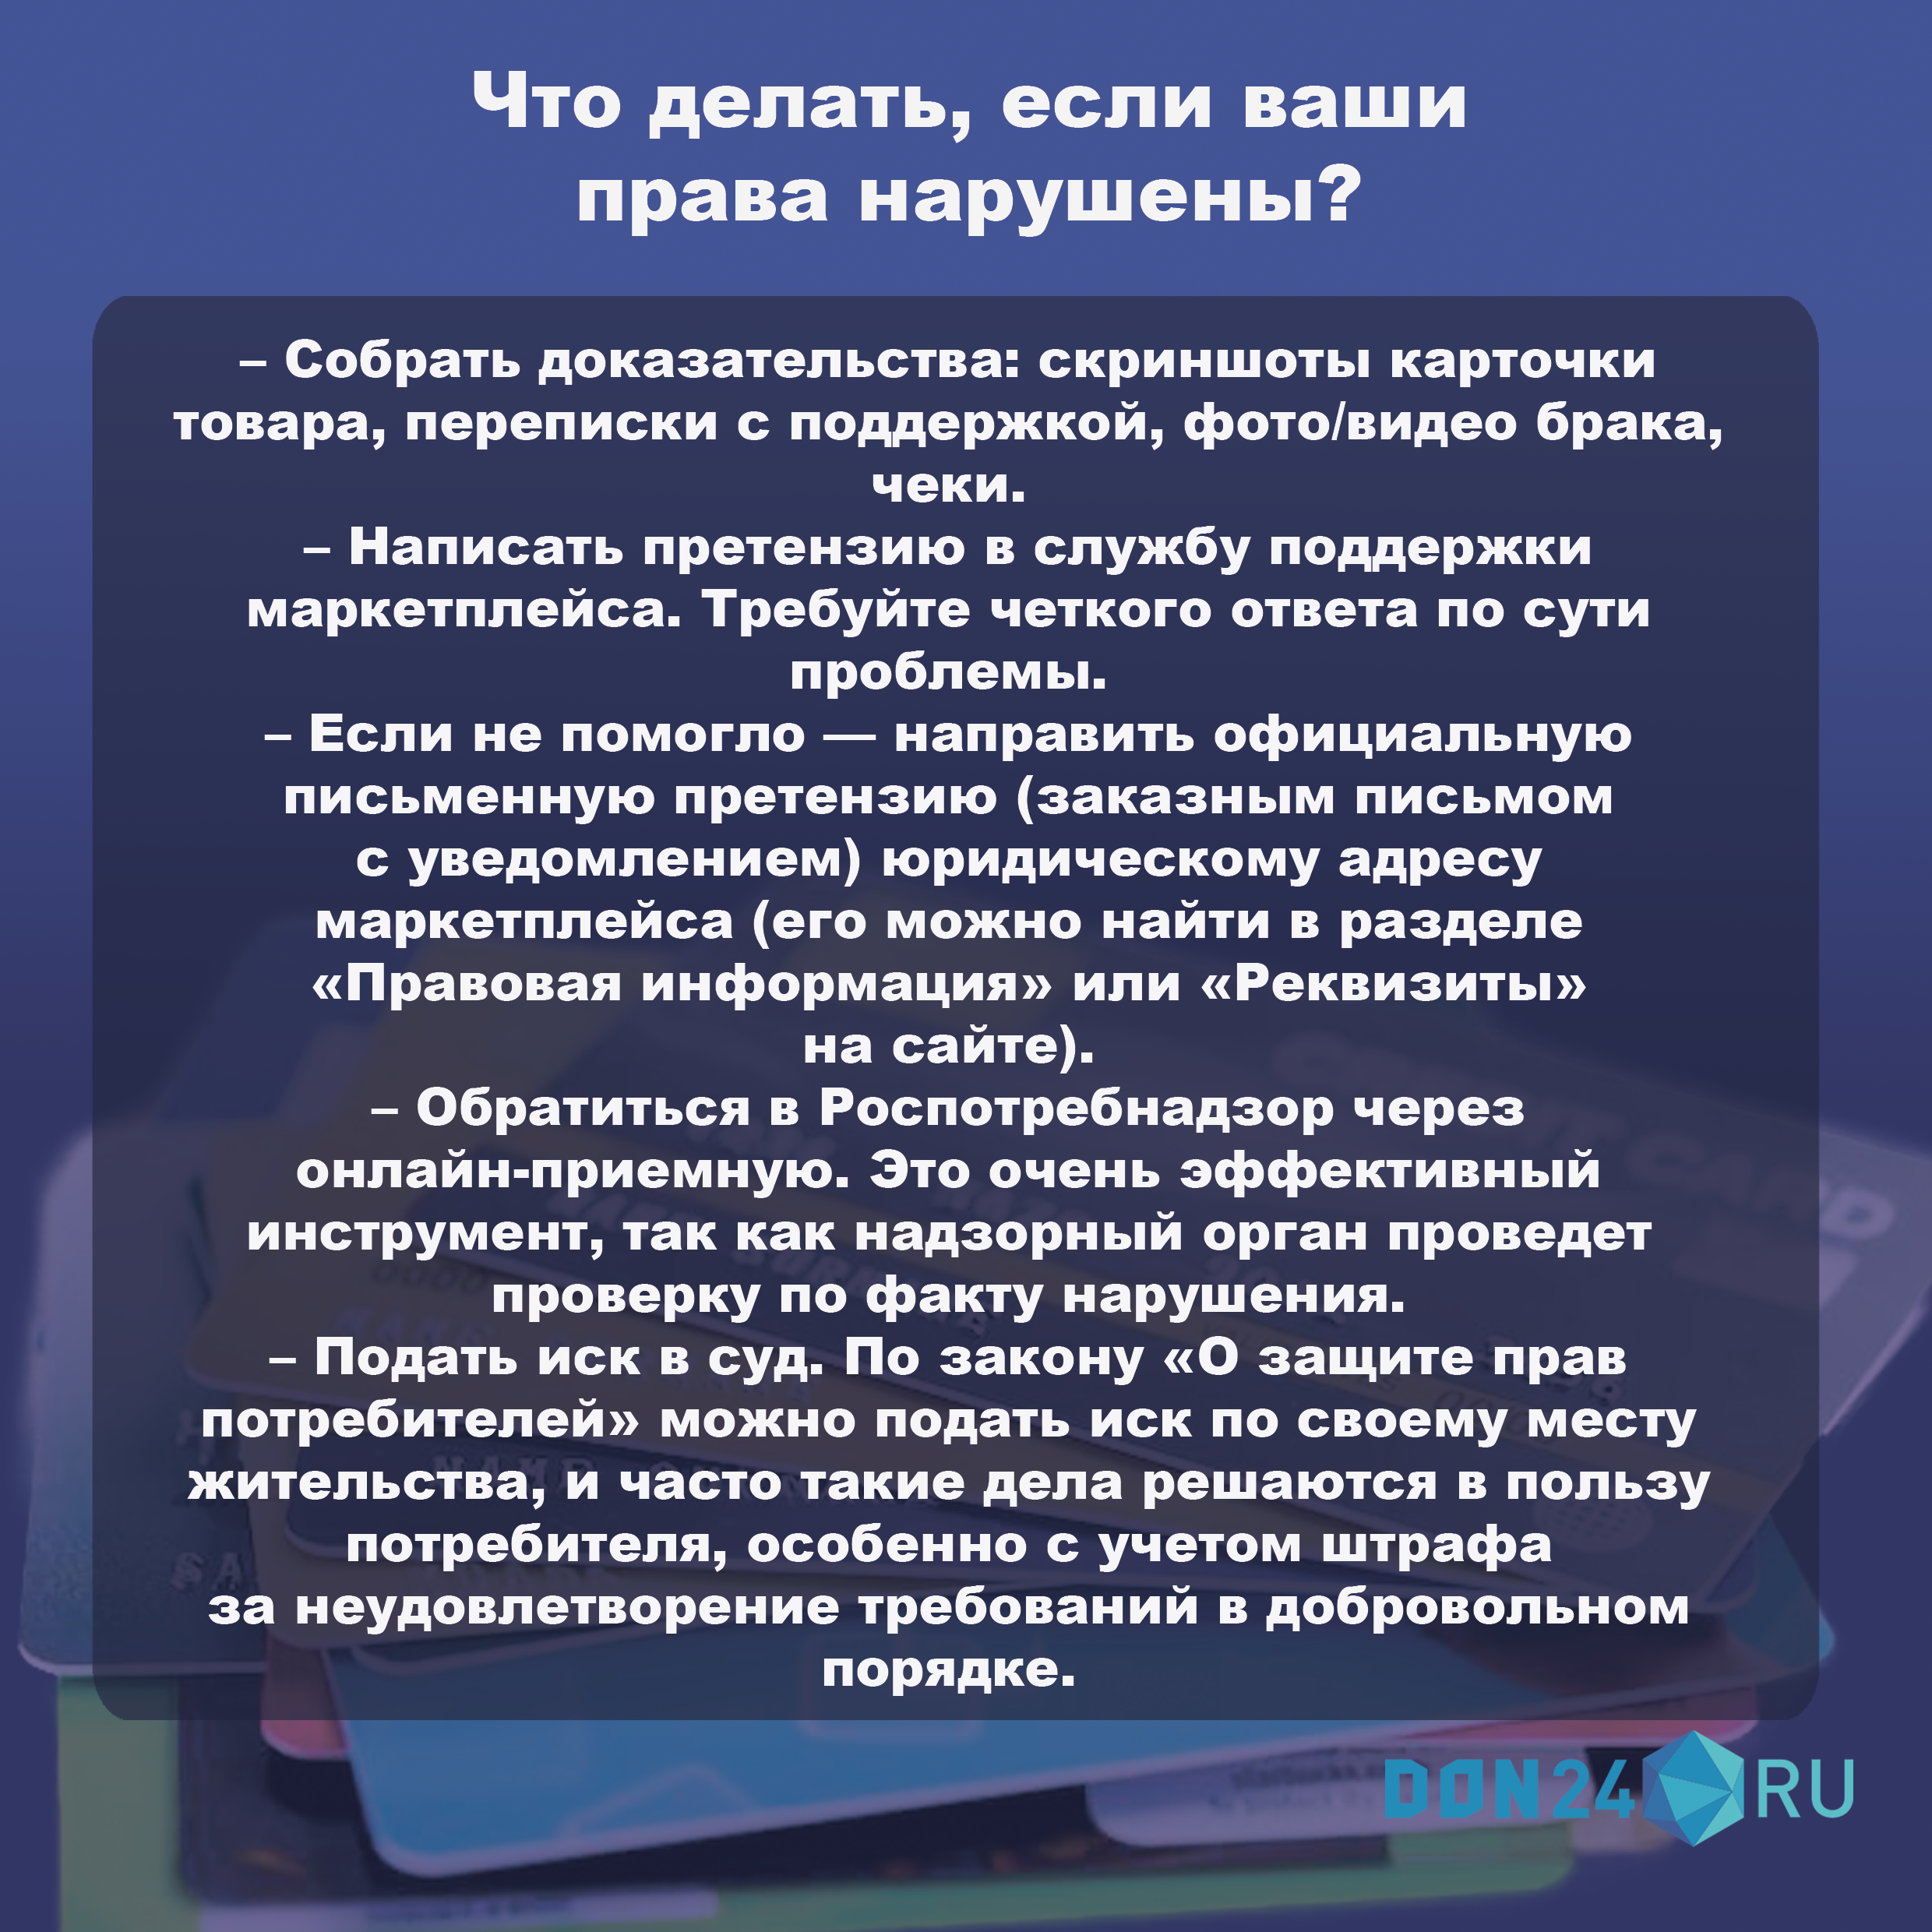 Что делать, если ваши
права нарушены?
– Собрать доказательства: скриншоты карточки
товара, переписки с поддержкой, фото/видео брака,
чеки.
– Написать претензию в службу поддержки
маркетплейса. Требуйте четкого ответа по сути
проблемы.
– Если не помогло — направить официальную
письменную претензию (заказным письмом
с уведомлением) юридическому адресу
маркетплейса (его можно найти в разделе
«Правовая информация» или «Реквизиты»
на сайте).
– Обратиться в Роспотребнадзор через
онлайн-приемную. Это очень эффективный
инструмент, так как надзорный орган проведет
проверку по факту нарушения.
– Подать иск в суд. По закону «О защите прав
потребителей» можно подать иск по своему месту
жительства, и часто такие дела решаются в пользу
потребителя, особенно с учетом штрафа
за неудовлетворение требований в добровольном
порядке.
DON24 RU